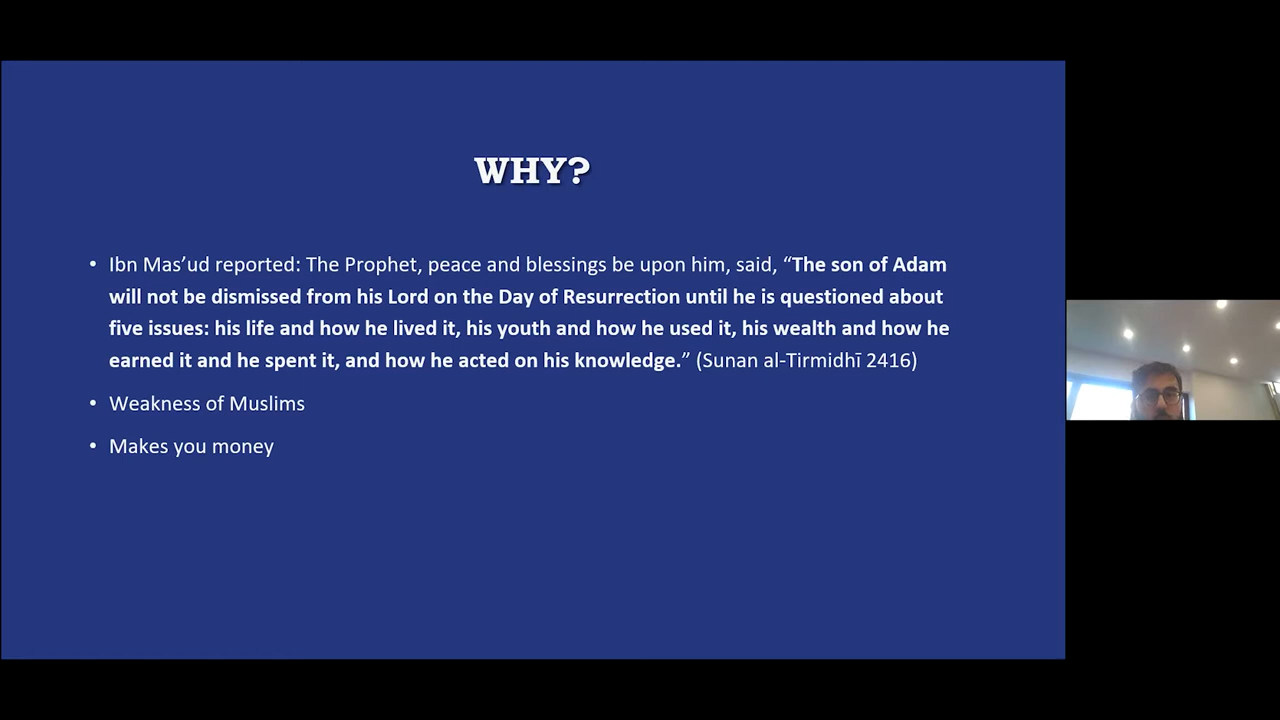 WHY?
• Ibn Mas’ud reported: The Prophet, peace and blessings be upon him, said, “The son of Adam
will not be dismissed from his Lord on the Day of Resurrection until he is questioned about
five issues: his life and how he lived it, his youth and how he used it, his wealth and how he
earned it and he spent it, and how he acted on his knowledge.” (Sunan al-Tirmidhī 2416)
• Weakness of Muslims
• Makes you money